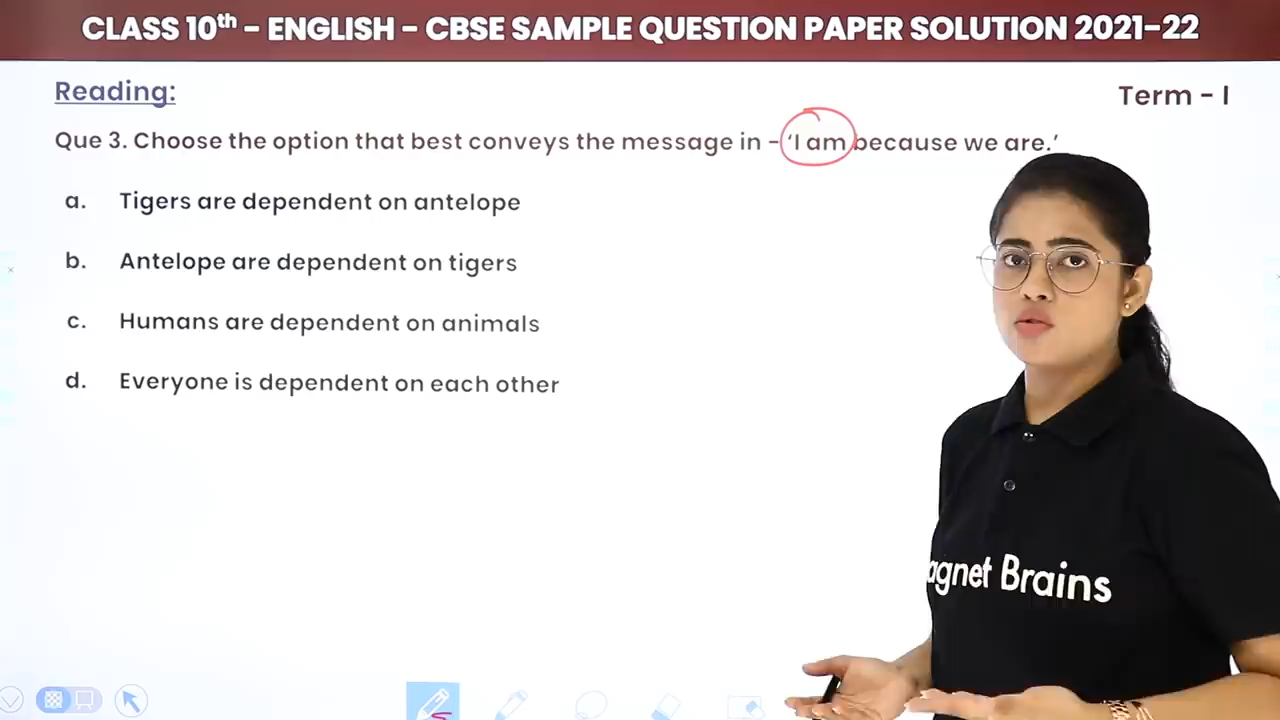 CLASS 10th – ENGLISH – CBSE SAMPLE QUESTION PAPER SOLUTION 2021–22
Reading:
Term – I
Que 3. Choose the option that best conveys the message in – ‘I am because we are.’
a. Tigers are dependent on antelope
b. Antelope are dependent on tigers
c. Humans are dependent on animals
d. Everyone is dependent on each other
agnet Brains